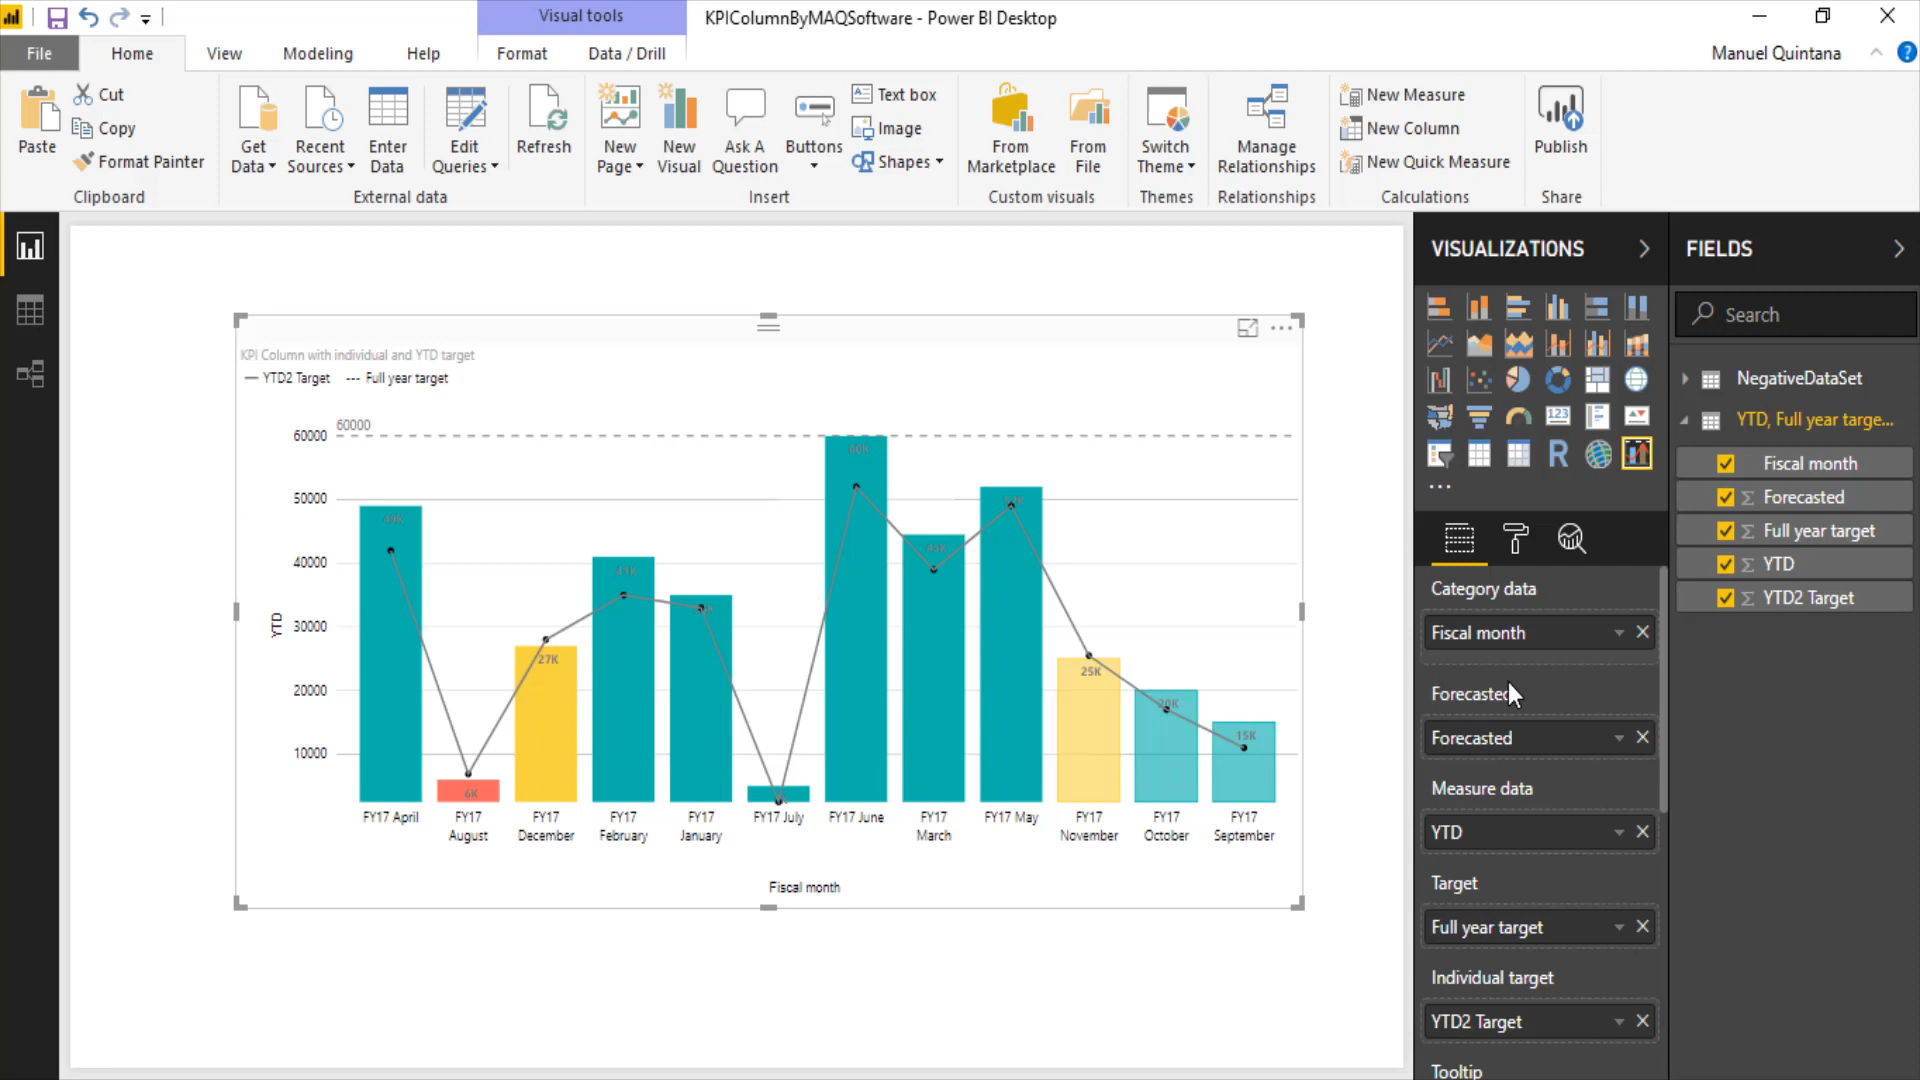 Visual tools
KPIColumnByMAQSoftware - Power BI Desktop
File
Home
View
Modeling
Help
Format
Data / Drill
Manuel Quintana
?
Paste
Cut
Copy
Format Painter
Clipboard
Get
Data
Recent
Sources
Enter
Data
Edit
Queries
Refresh
External data
New
Page
New
Visual
Ask A
Question
Buttons
Text box
Image
Shapes
Insert
From
Marketplace
From
File
Custom visuals
Switch
Theme
Themes
Manage
Relationships
Relationships
New Measure
New Column
New Quick Measure
Calculations
Publish
Share
KPI Column with individual and YTD target
YTD2 Target
Full year target
60000
60000
50000
40000
30000
20000
10000
YTD
49K
6K
27K
41K
60K
45K
52K
25K
20K
15K
FY17 April
FY17
August
FY17
December
FY17
February
FY17
January
FY17 July
FY17 June
FY17
March
FY17 May
FY17
November
FY17
October
FY17
September
Fiscal month
VISUALIZATIONS
123
R
Category data
Fiscal month
Forecasted
Forecasted
Measure data
YTD
Target
Full year target
Individual target
YTD2 Target
Tooltip
FIELDS
Search
NegativeDataSet
YTD, Full year targe...
Fiscal month
Σ Forecasted
Σ Full year target
Σ YTD
Σ YTD2 Target